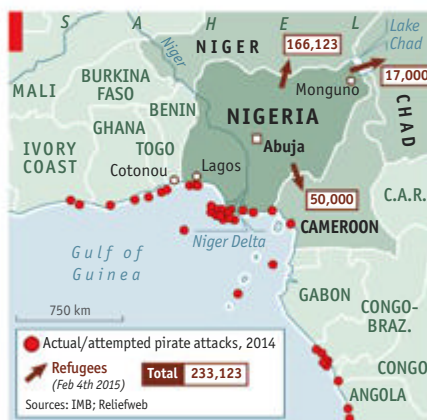 S A H E L
Lake
Chad
NIGER
166,123
Niger
17,000
MALI
BURKINA
FASO
Monguno
CHAD
BENIN
NIGERIA
GHANA
Abuja
IVORY
COAST
TOGO
Cotonou
Lagos
50,000
C.A.R.
CAMEROON
Niger Delta
Gulf of
Guinea
GABON
750 km
CONGO-
BRAZ.
Actual/attempted pirate attacks, 2014
Refugees
(Feb 4th 2015)
Total 233,123
CONGO
ANGOLA
Sources: IMB; Reliefweb